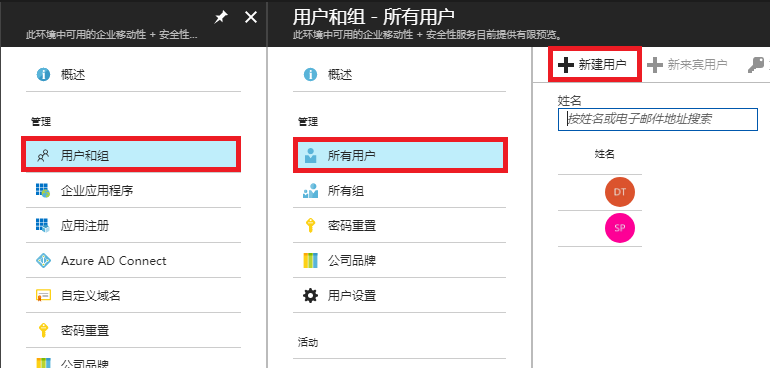 此环境中可用的企业移动性 + 安全性...
概述
管理
用户和组
企业应用程序
应用注册
Azure AD Connect
自定义域名
密码重置
公司品牌
用户和组 - 所有用户
此环境中可用的企业移动性 + 安全性服务目前提供有限预览。
概述
管理
所有用户
所有组
密码重置
公司品牌
用户设置
活动
新建用户
新来宾用户
姓名
按姓名或电子邮件地址搜索
姓名
DT
SP